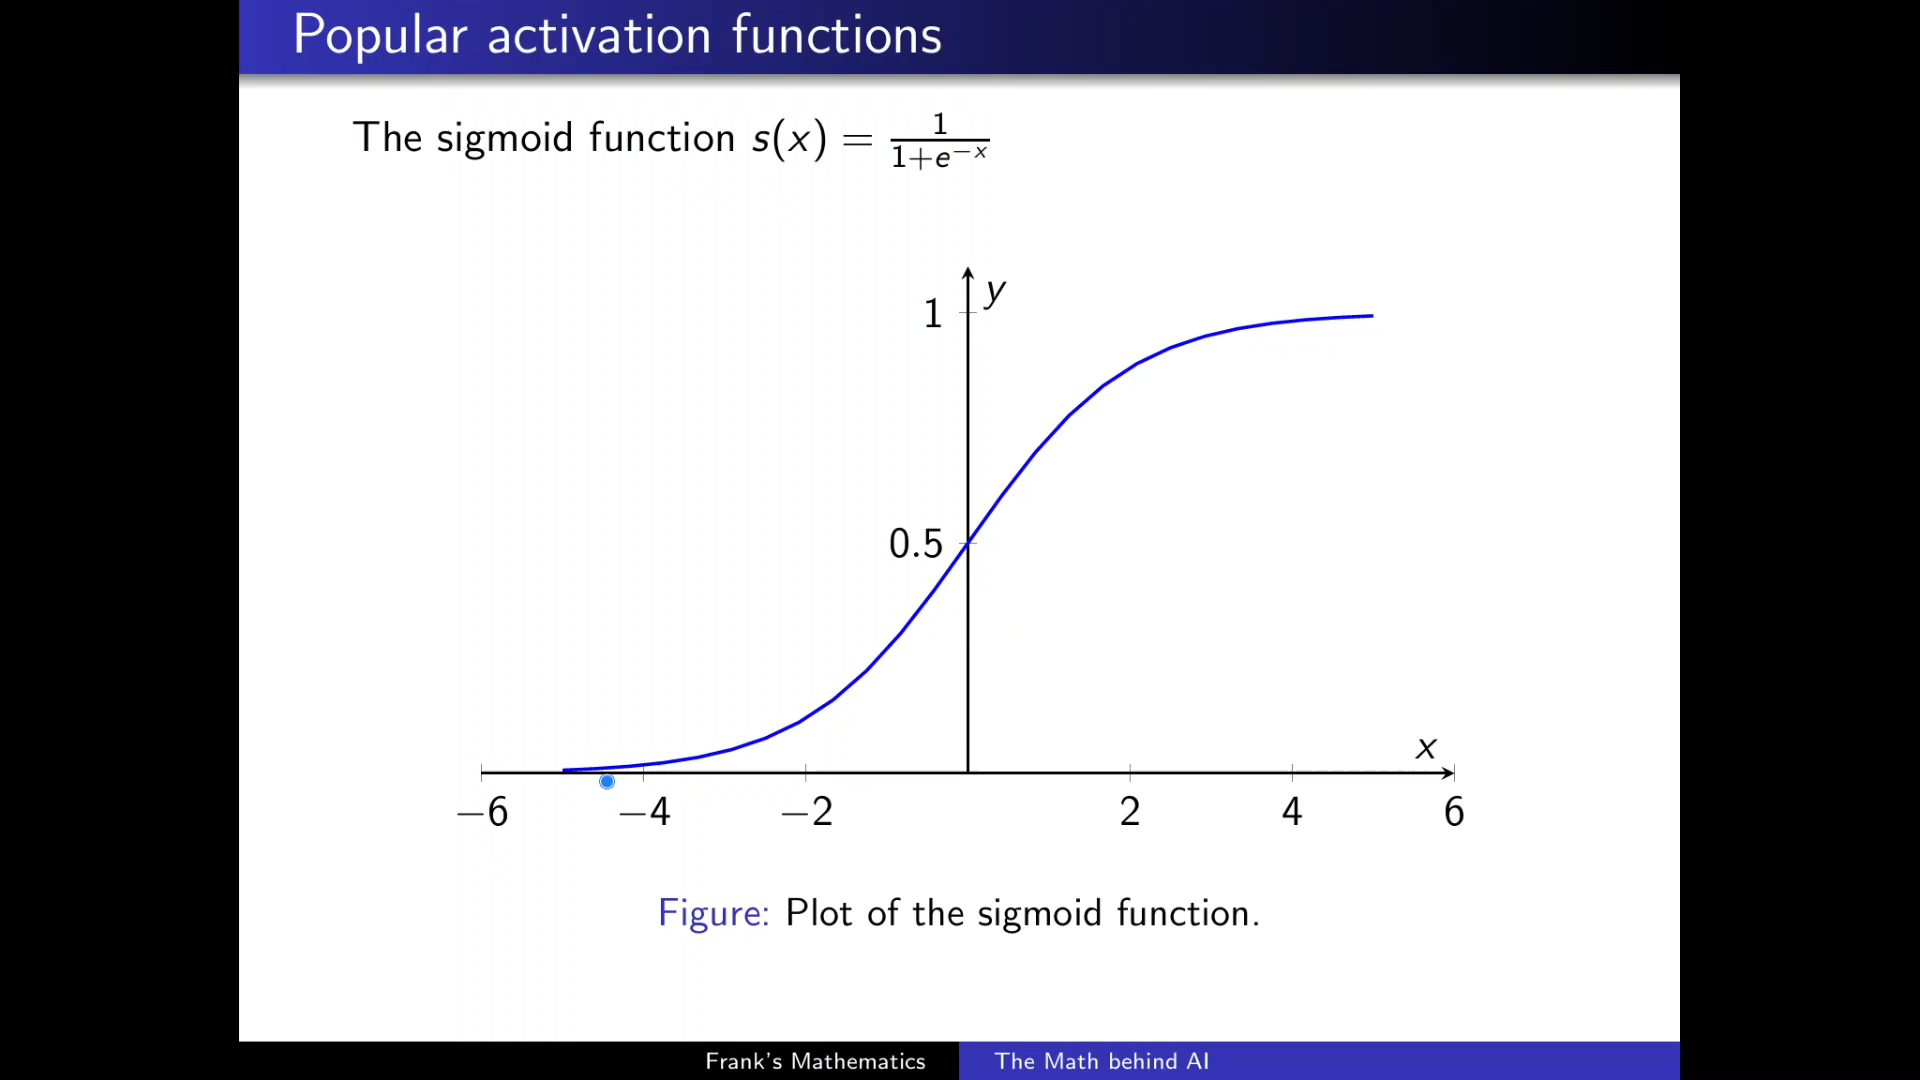 Popular activation functions
The sigmoid function s(x) = 1/(1+e^{−x})
y
1
0.5
x
−6 −4 −2 2 4 6
Figure: Plot of the sigmoid function.
Frank's Mathematics The Math behind AI